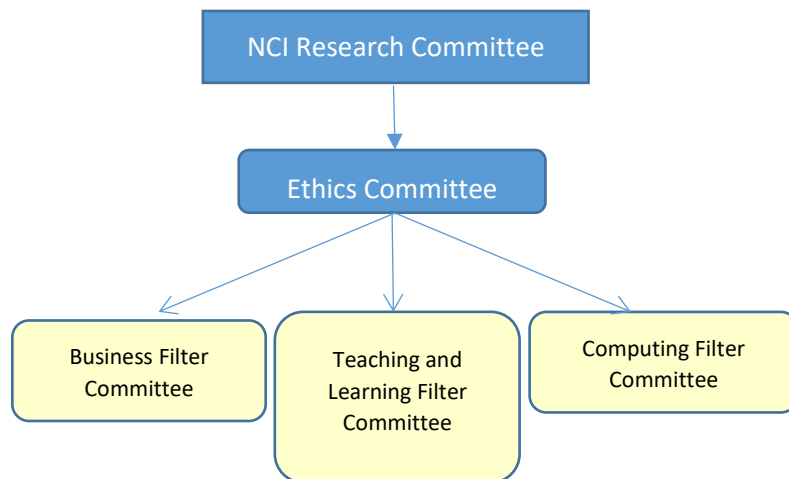 NCI Research Committee
Ethics Committee
Business Filter
Committee
Teaching and
Learning Filter
Committee
Computing Filter
Committee